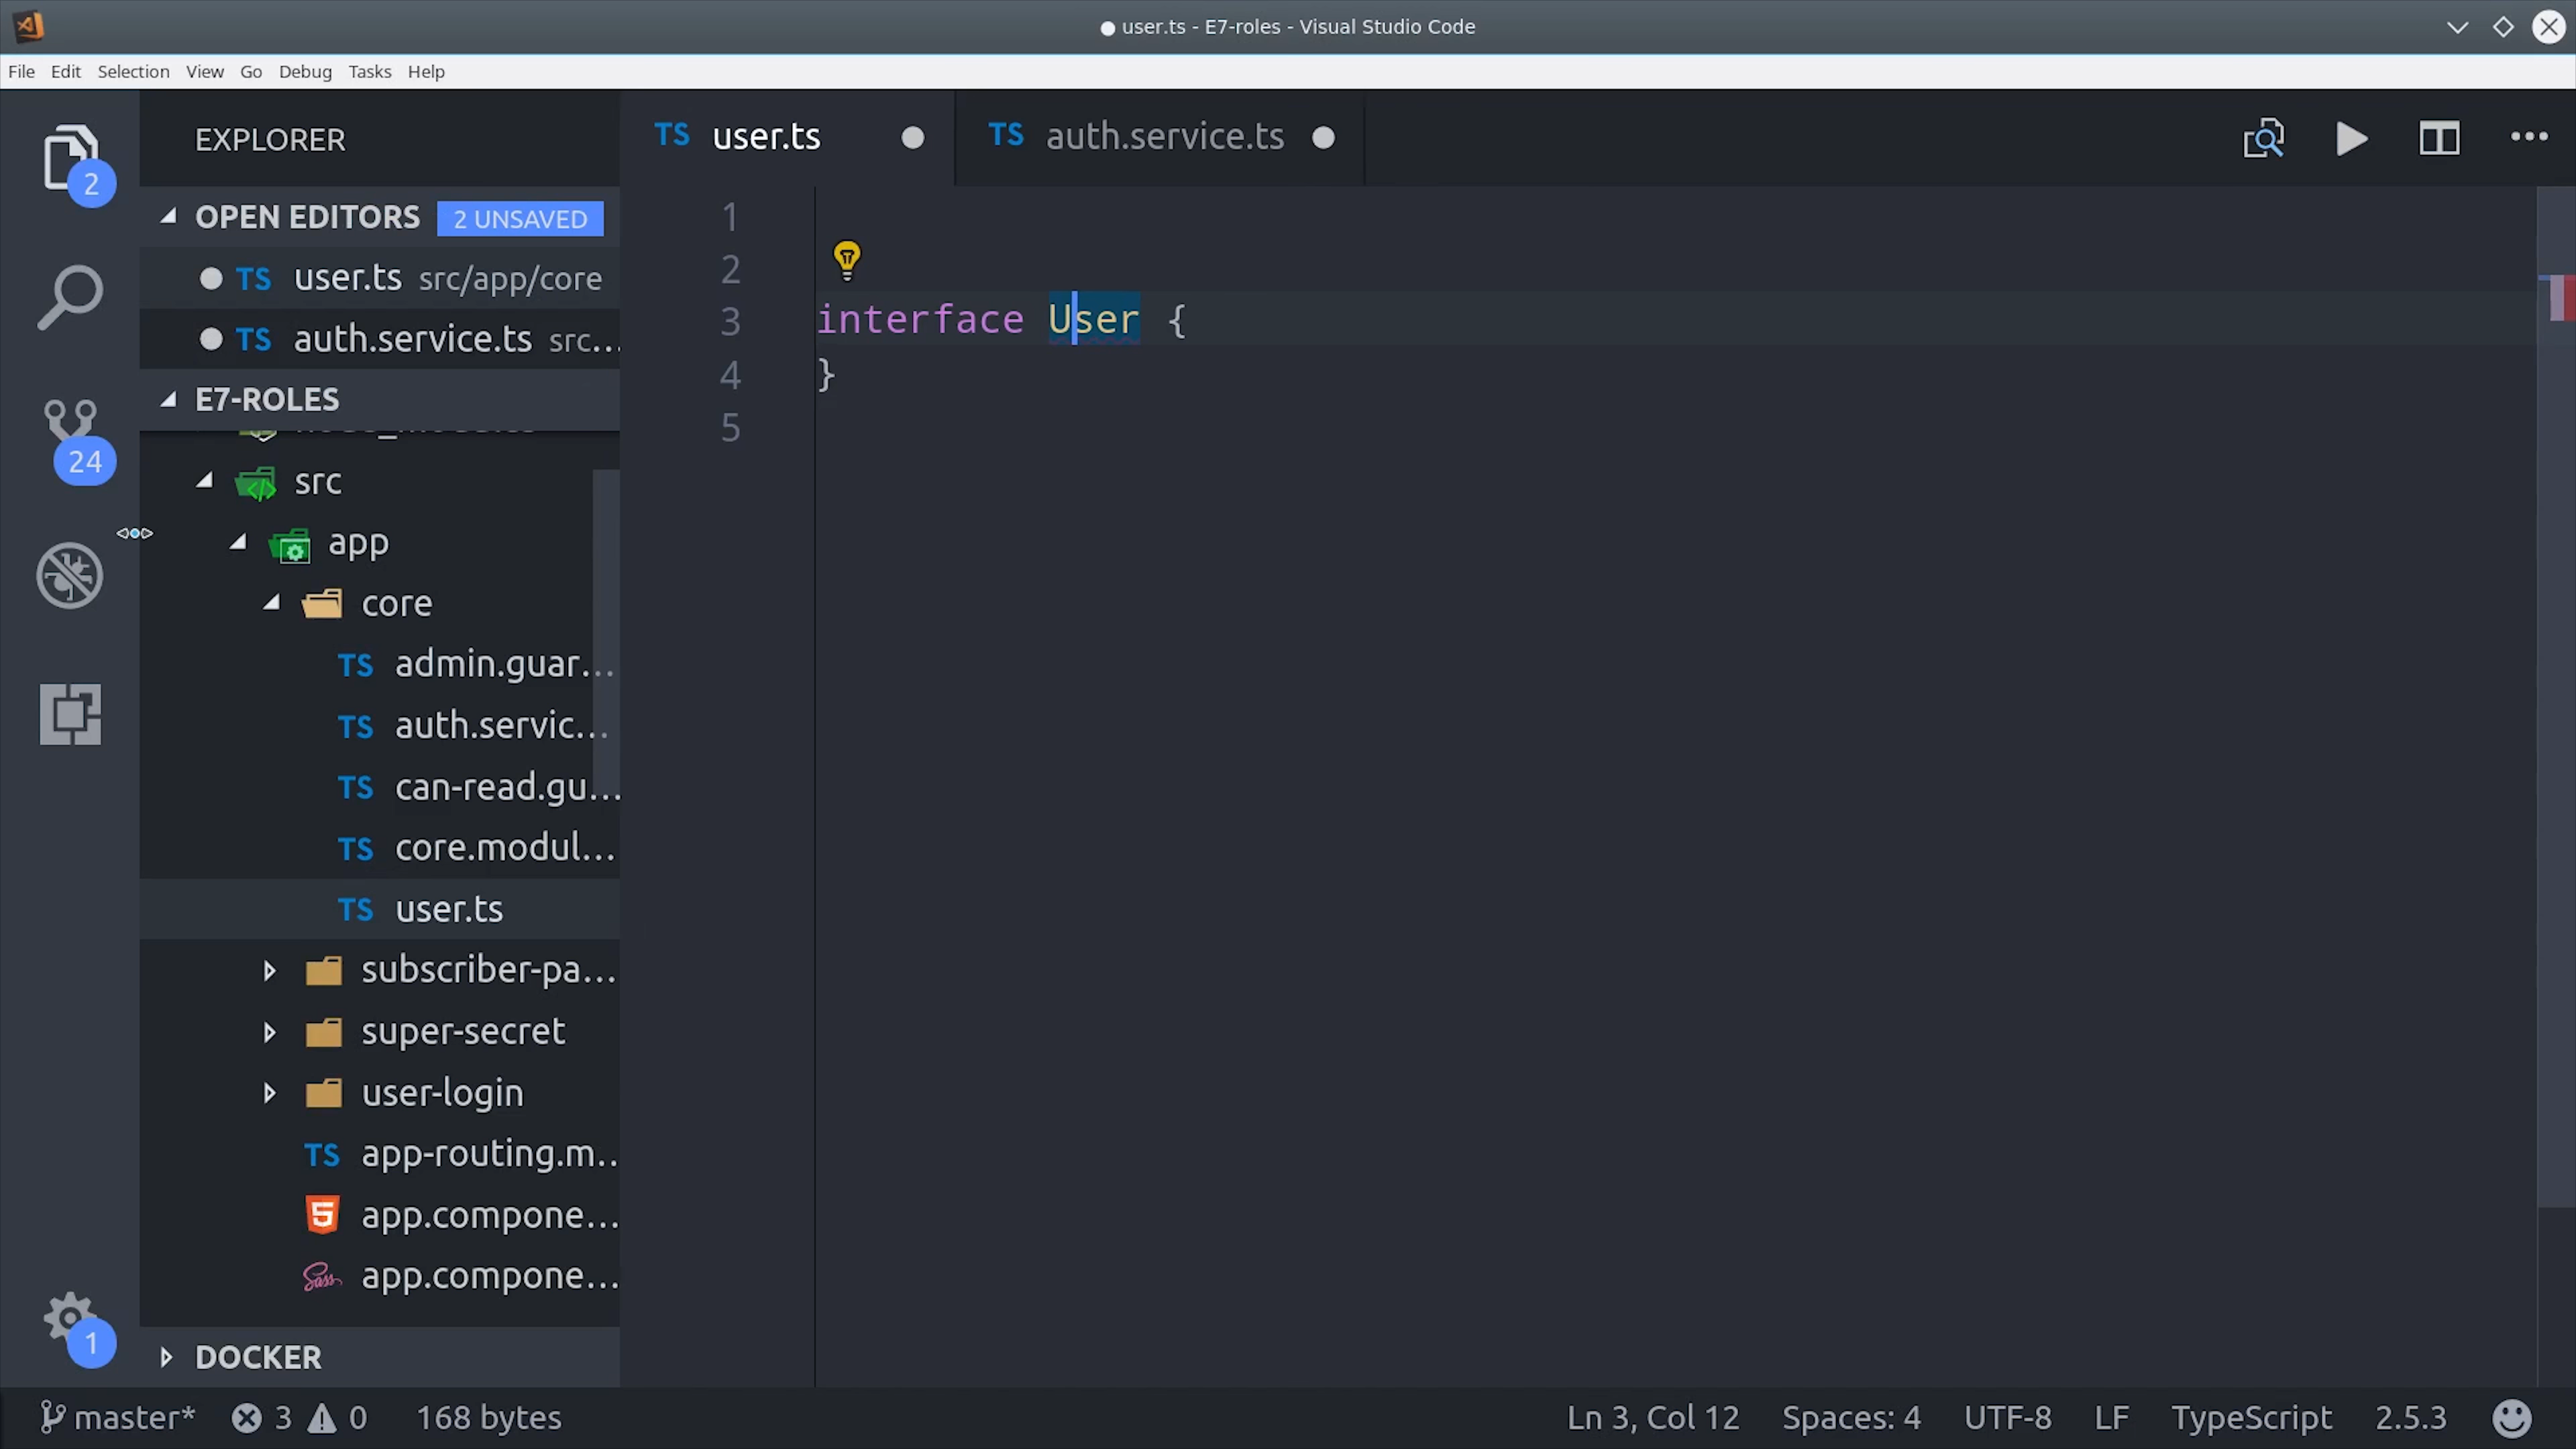 user.ts - E7-roles - Visual Studio Code
File Edit Selection View Go Debug Tasks Help
EXPLORER
TS user.ts
TS auth.service.ts
2
OPEN EDITORS 2 UNSAVED
TS user.ts src/app/core
TS auth.service.ts src...
E7-ROLES
24
src
app
core
TS admin.guar...
TS auth.servic...
TS can-read.gu...
TS core.modul...
TS user.ts
subscriber-pa...
super-secret
user-login
TS app-routing.m...
5 app.compone...
Sass app.compone...
1
DOCKER
1
2
3 interface User {
4 }
5
master* 3 0 168 bytes Ln 3, Col 12 Spaces: 4 UTF-8 LF TypeScript 2.5.3